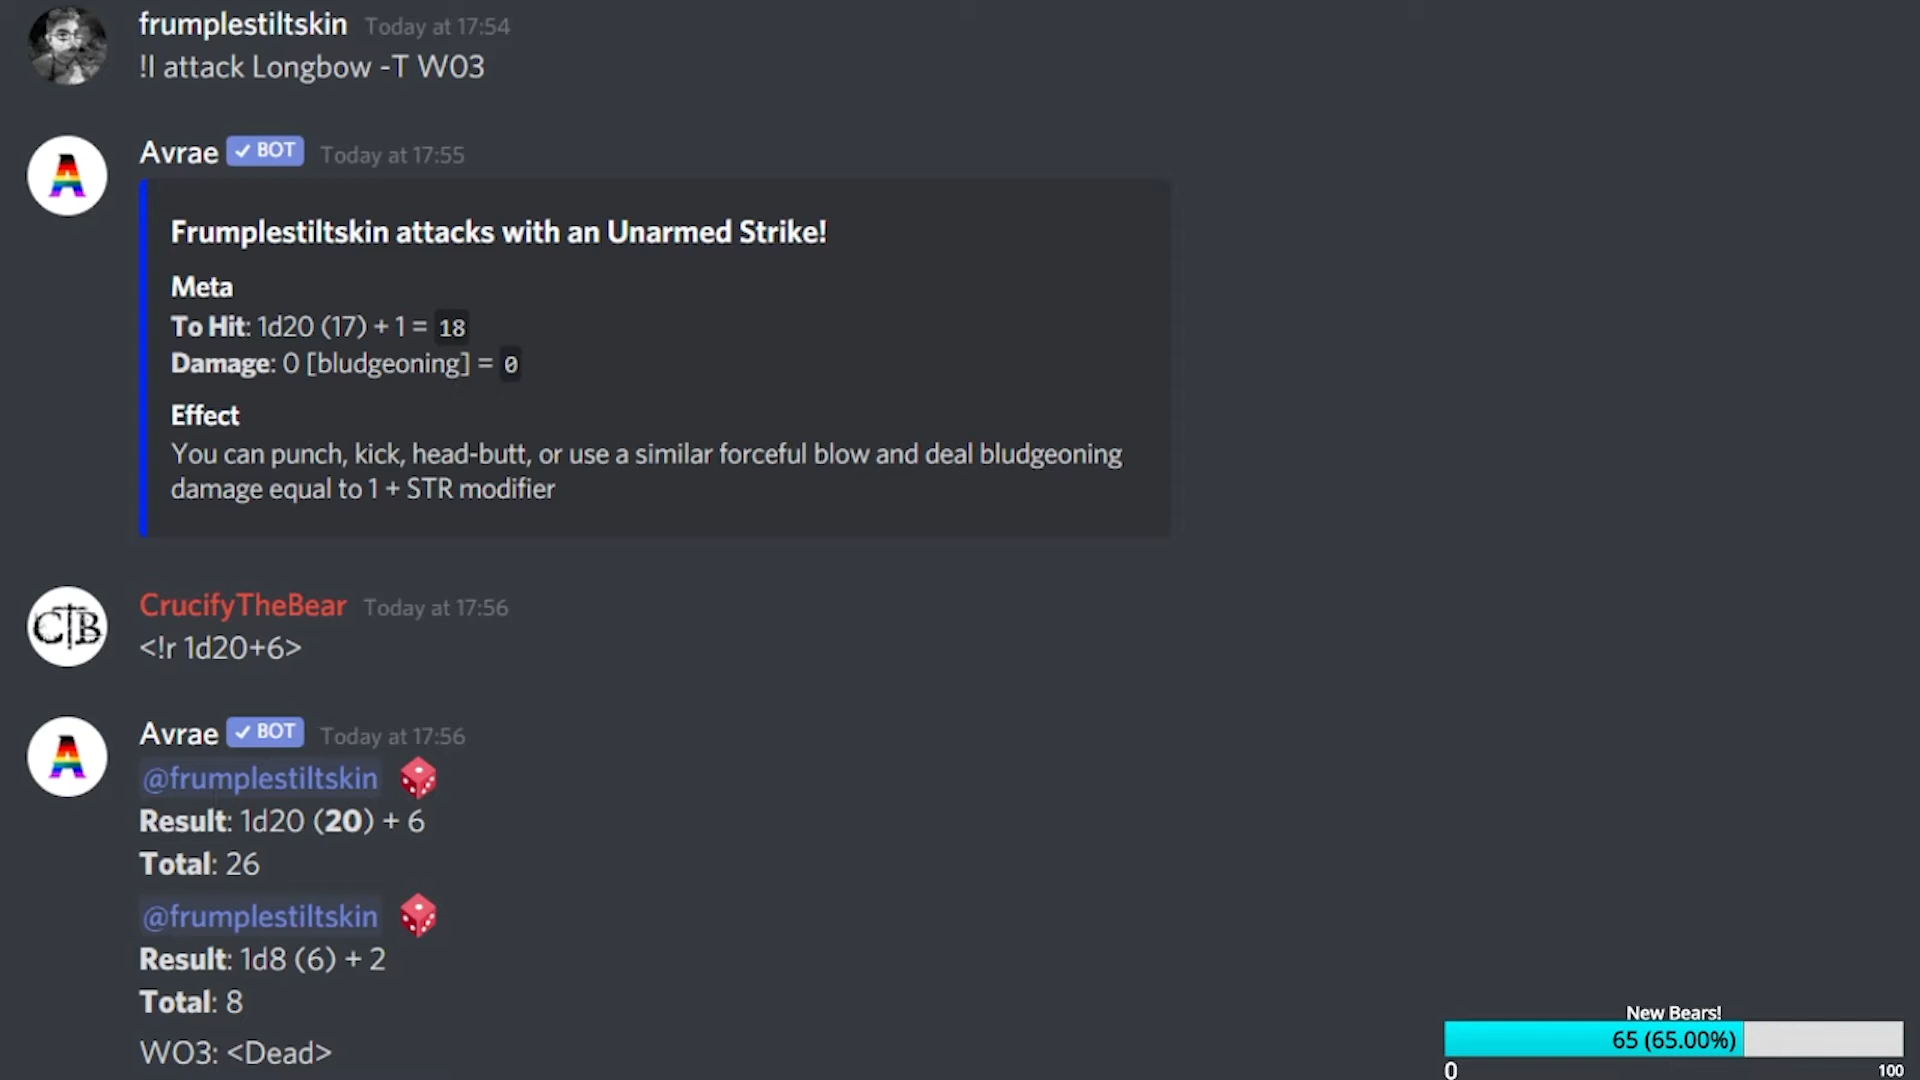 frumplestiltskin Today at 17:54
!I attack Longbow -T WO3
Avrae ✓ BOT Today at 17:55
A
Frumplestiltskin attacks with an Unarmed Strike!
Meta
To Hit: 1d20 (17) + 1 = 18
Damage: 0 [bludgeoning] = 0
Effect
You can punch, kick, head-butt, or use a similar forceful blow and deal bludgeoning
damage equal to 1 + STR modifier
CrucifyTheBear Today at 17:56
CTB
<!r 1d20+6>
Avrae ✓ BOT Today at 17:56
A
@frumplestiltskin
Result: 1d20 (20) + 6
Total: 26
@frumplestiltskin
Result: 1d8 (6) + 2
Total: 8
WO3: <Dead>
New Bears!
65 (65.00%)
0 100